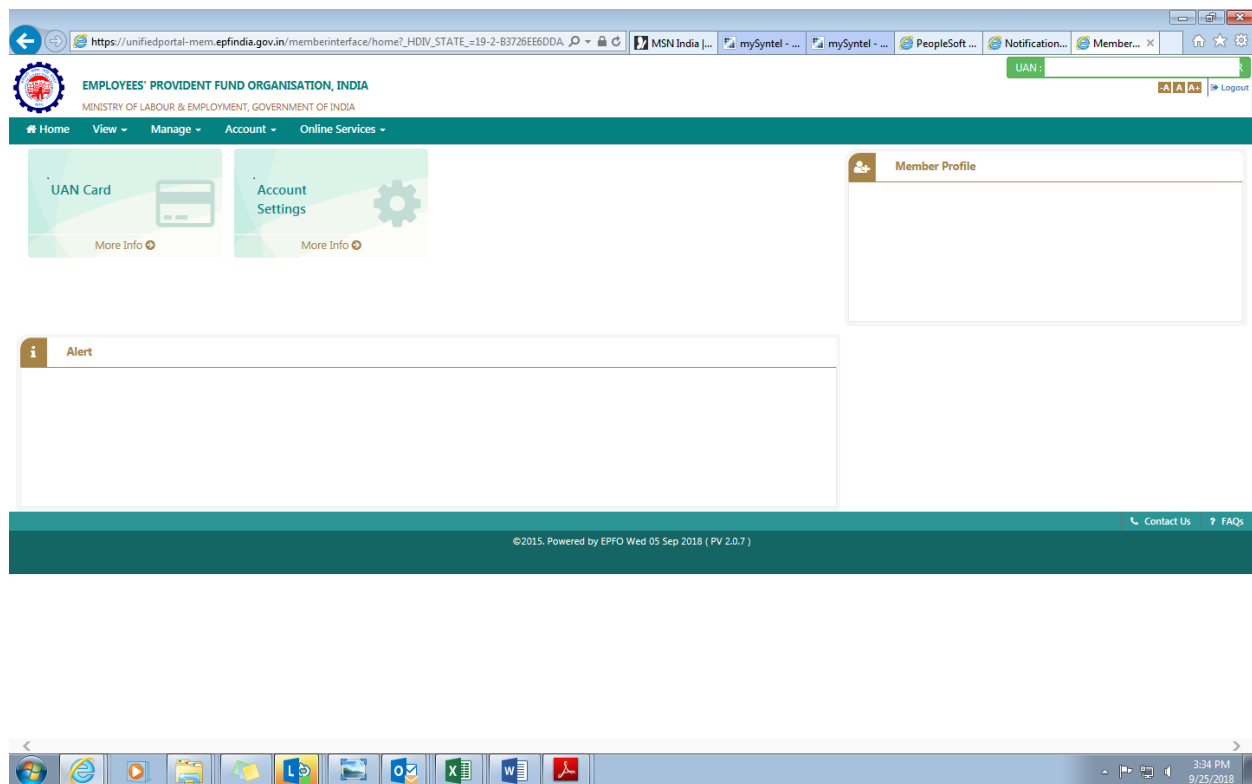 https://unifiedportal-mem.epfindia.gov.in/memberinterface/home?_HDIV_STATE_=19-2-B3726EE6DDA
MSN India |... mySyntel - ... mySyntel - ... PeopleSoft ... Notification... Member...
UAN :
EMPLOYEES' PROVIDENT FUND ORGANISATION, INDIA
-A A A+ Logout
MINISTRY OF LABOUR & EMPLOYMENT, GOVERNMENT OF INDIA
Home View Manage Account Online Services
UAN Card
More Info
Account
Settings
More Info
Member Profile
i Alert
Contact Us ? FAQs
©2015. Powered by EPFO Wed 05 Sep 2018 ( PV 2.0.7 )
3:34 PM
9/25/2018